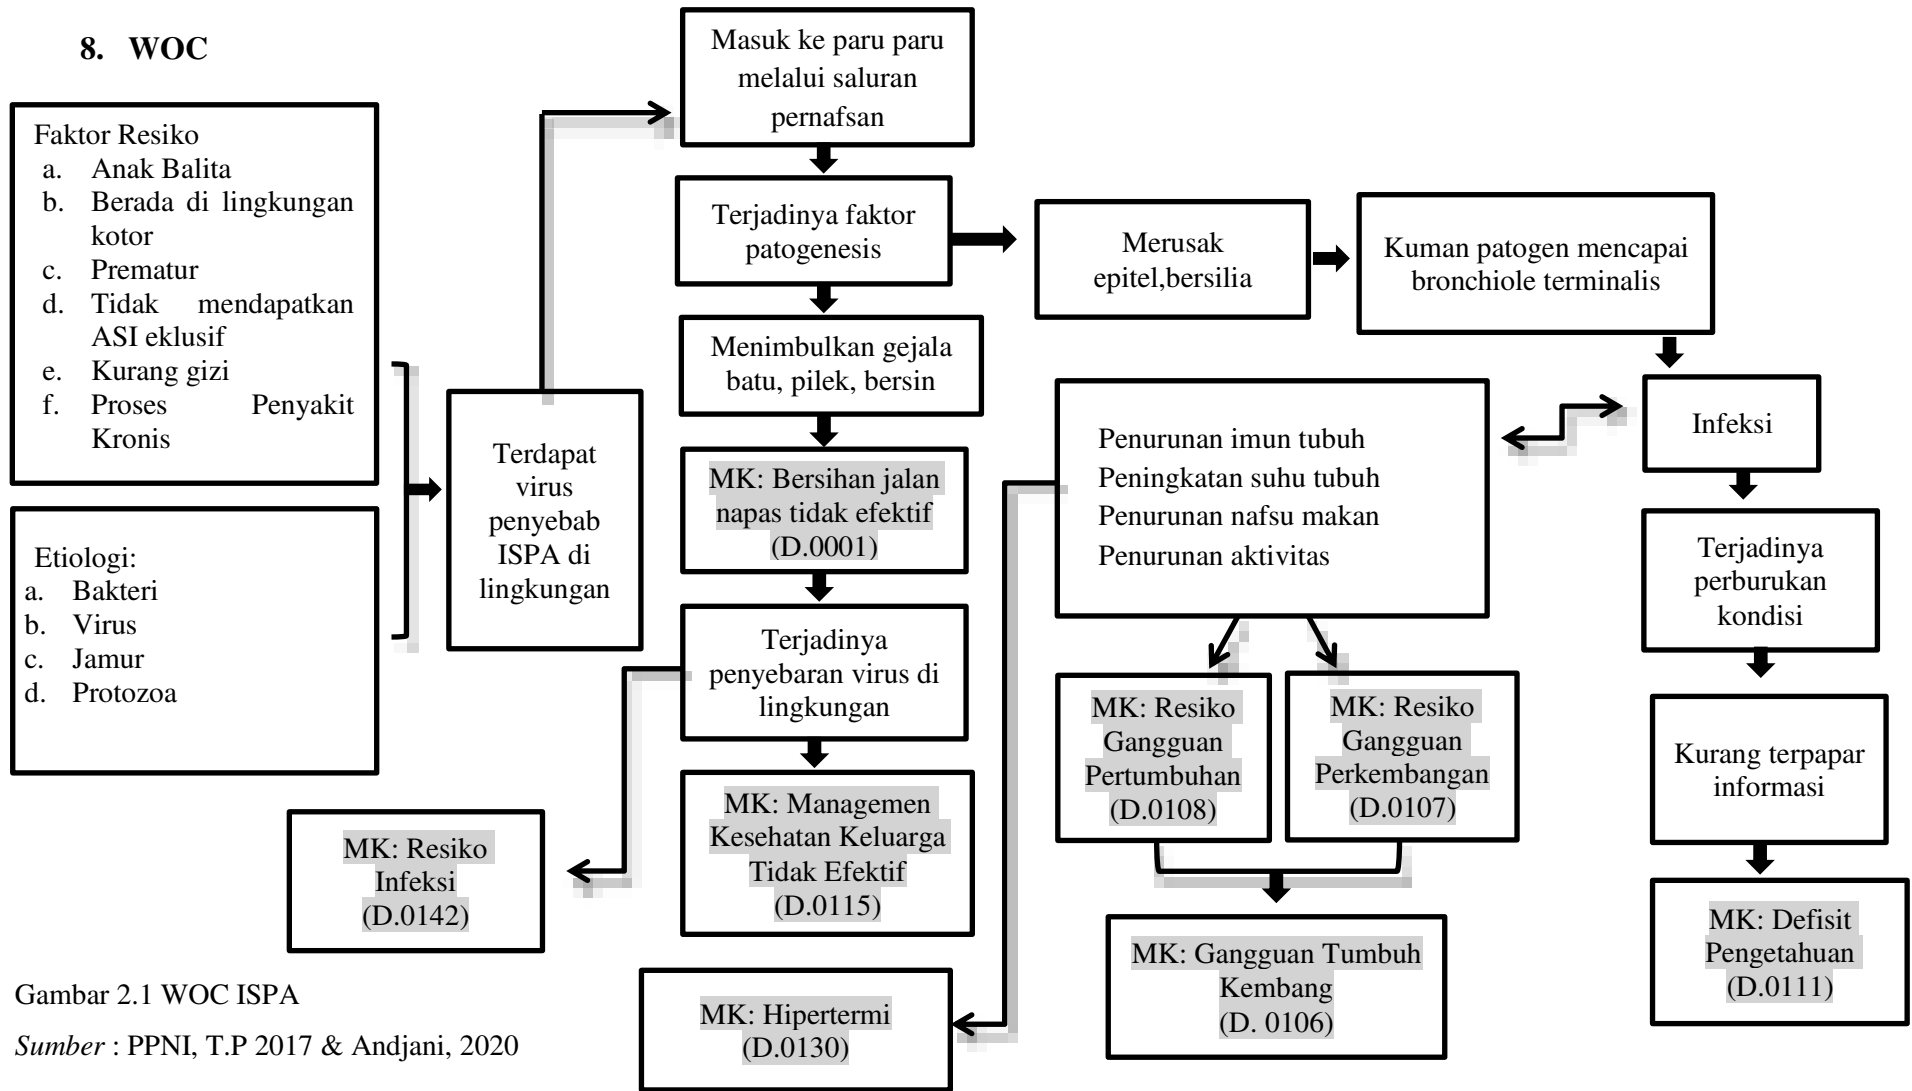 8. WOC
Faktor Resiko
a. Anak Balita
b. Berada di lingkungan
kotor
c. Prematur
d. Tidak mendapatkan
ASI eklusif
e. Kurang gizi
f. Proses Penyakit
Kronis
Etiologi:
a. Bakteri
b. Virus
c. Jamur
d. Protozoa
Terdapat
virus
penyebab
ISPA di
lingkungan
Masuk ke paru paru
melalui saluran
pernafsan
Terjadinya faktor
patogenesis
Menimbulkan gejala
batu, pilek, bersin
MK: Bersihan jalan
napas tidak efektif
(D.0001)
Terjadinya
penyebaran virus di
lingkungan
MK: Managemen
Kesehatan Keluarga
Tidak Efektif
(D.0115)
MK: Resiko
Infeksi
(D.0142)
MK: Hipertermi
(D.0130)
Merusak
epitel,bersilia
Kuman patogen mencapai
bronchiole terminalis
Infeksi
Penurunan imun tubuh
Peningkatan suhu tubuh
Penurunan nafsu makan
Penurunan aktivitas
MK: Resiko
Gangguan
Pertumbuhan
(D.0108)
MK: Resiko
Gangguan
Perkembangan
(D.0107)
MK: Gangguan Tumbuh
Kembang
(D. 0106)
Terjadinya
perburukan
kondisi
Kurang terpapar
informasi
MK: Defisit
Pengetahuan
(D.0111)
Gambar 2.1 WOC ISPA
Sumber : PPNI, T.P 2017 & Andjani, 2020